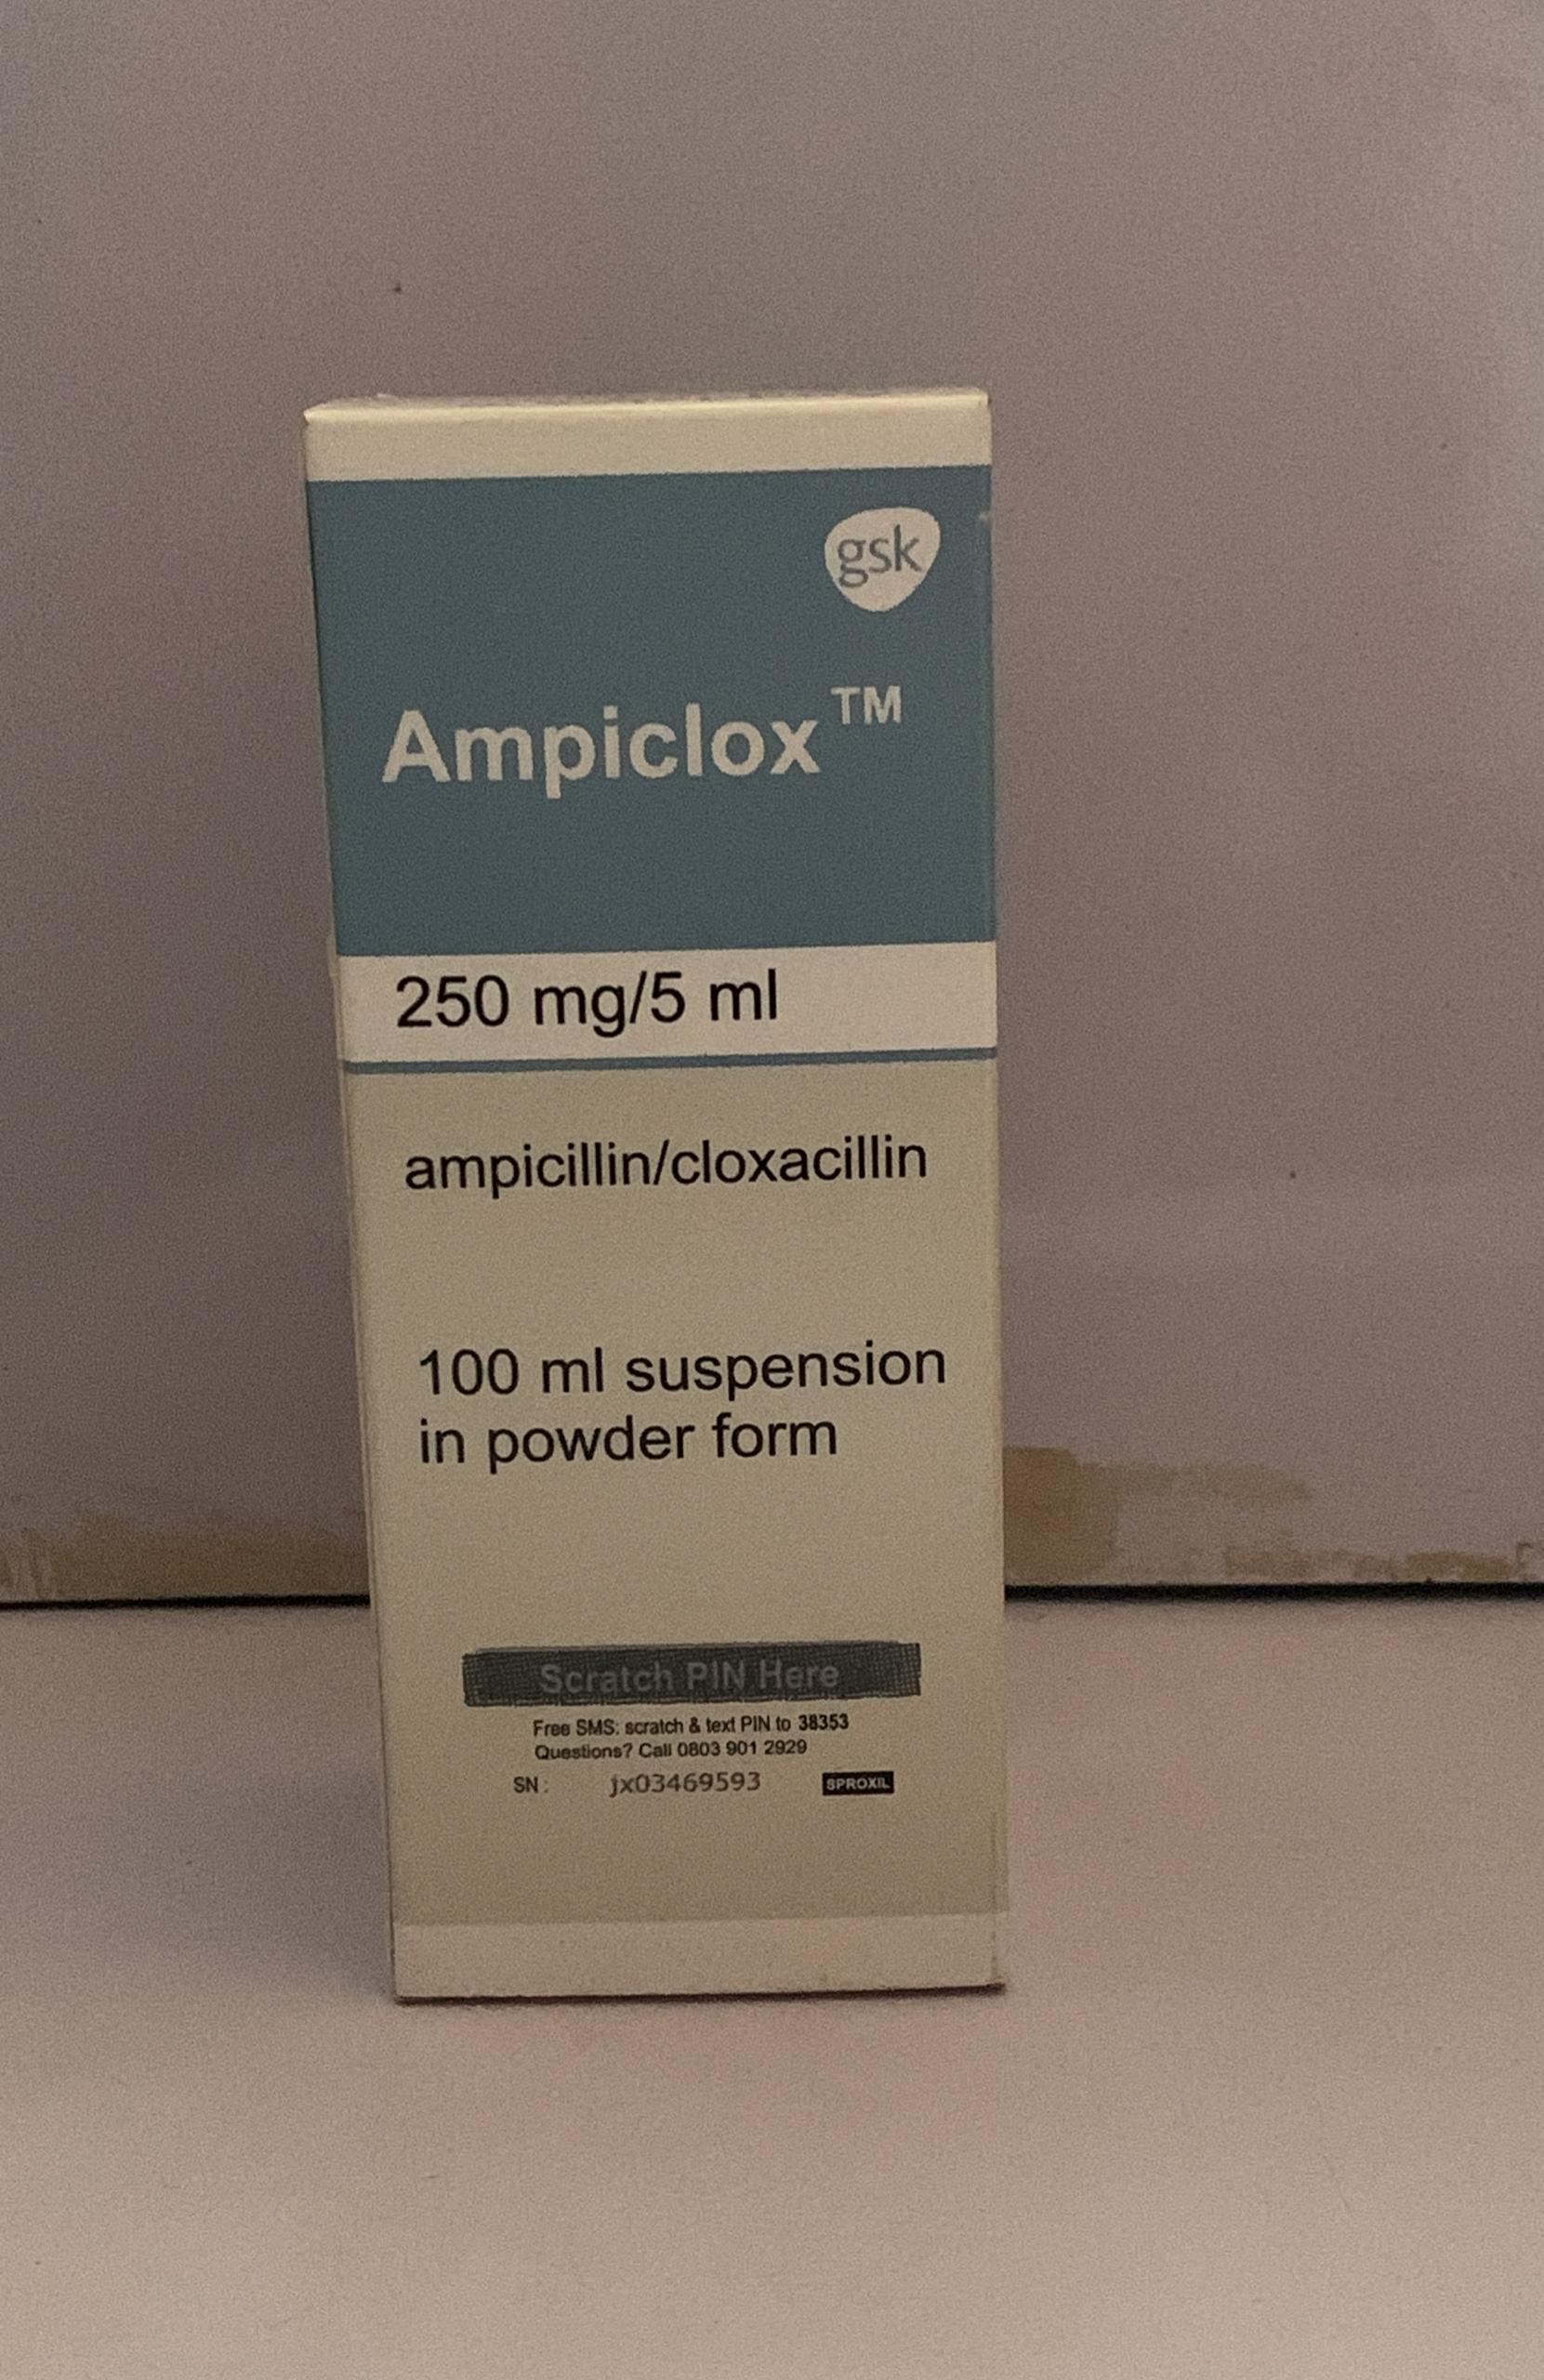 gsk
Ampiclox™
250 mg/5 ml
ampicillin/cloxacillin
100 ml suspension
in powder form
Scratch PIN Here
Free SMS: scratch & text PIN to 38353
Questions? Call 0803 901 2929
SN: jx03469593 SPROXIL